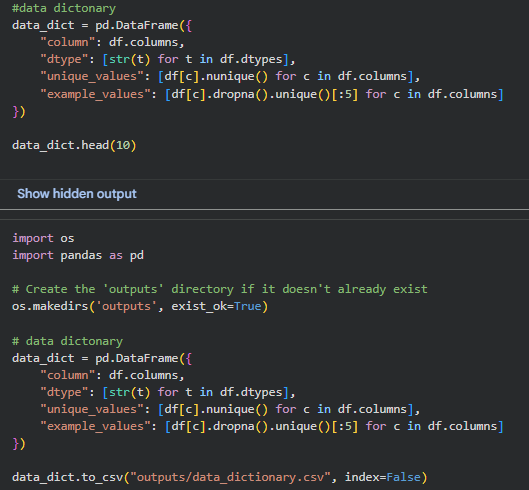 #data dictonary
data_dict = pd.DataFrame({
    "column": df.columns,
    "dtype": [str(t) for t in df.dtypes],
    "unique_values": [df[c].nunique() for c in df.columns],
    "example_values": [df[c].dropna().unique()[:5] for c in df.columns]
})
data_dict.head(10)
Show hidden output
import os
import pandas as pd
# Create the 'outputs' directory if it doesn't already exist
os.makedirs('outputs', exist_ok=True)
# data dictonary
data_dict = pd.DataFrame({
    "column": df.columns,
    "dtype": [str(t) for t in df.dtypes],
    "unique_values": [df[c].nunique() for c in df.columns],
    "example_values": [df[c].dropna().unique()[:5] for c in df.columns]
})
data_dict.to_csv("outputs/data_dictionary.csv", index=False)